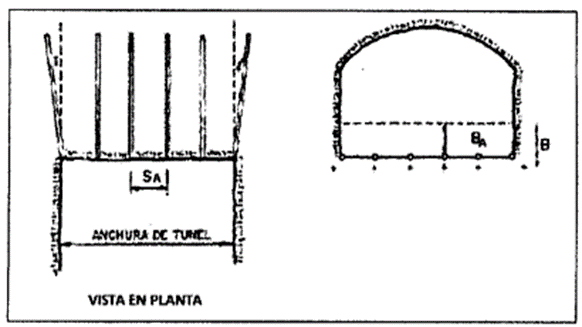 SA
ANCHURA DE TUNEL
VISTA EN PLANTA
BA
B